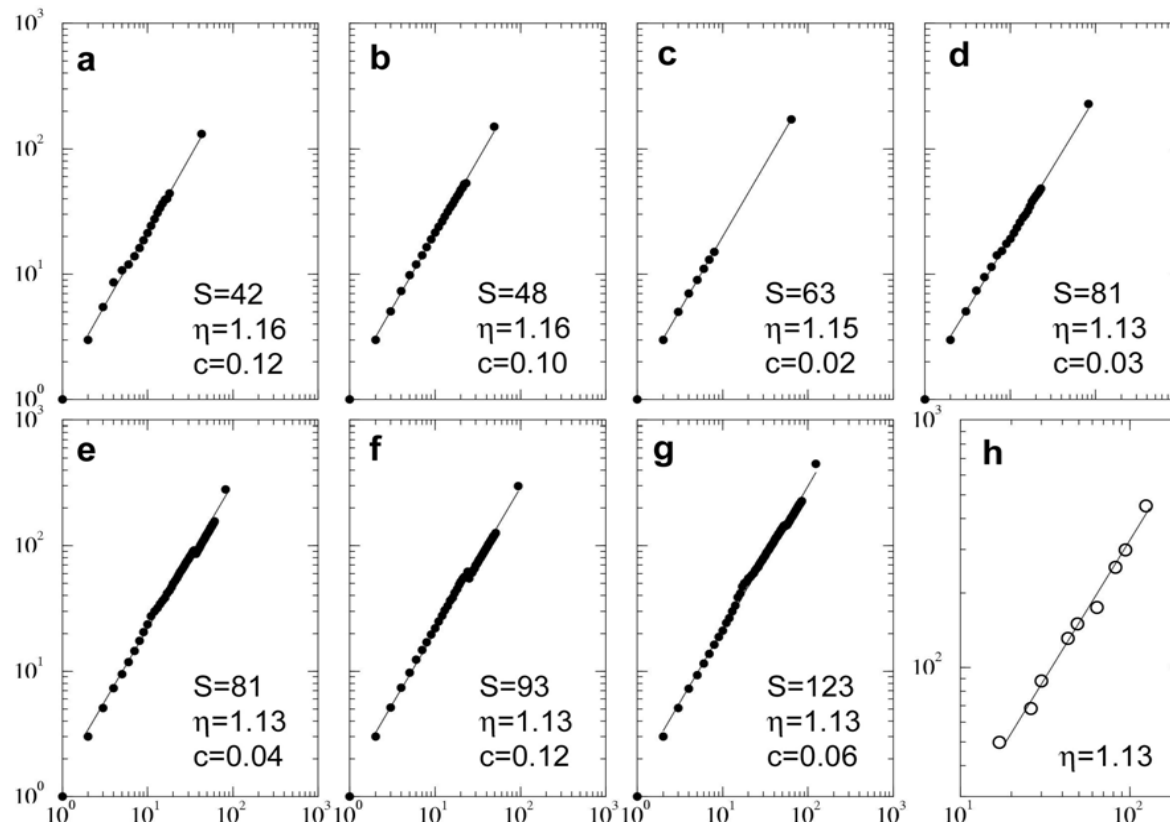 10³
a
b
c
d
10²
10¹
S=42
η=1.16
c=0.12
S=48
η=1.16
c=0.10
S=63
η=1.15
c=0.02
S=81
η=1.13
c=0.03
10⁰
10³
e
f
g
h
10³
10²
10²
10¹
S=81
η=1.13
c=0.04
S=93
η=1.13
c=0.12
S=123
η=1.13
c=0.06
η=1.13
10⁰
10⁰ 10¹ 10² 10³ 10⁰ 10¹ 10² 10³ 10⁰ 10¹ 10² 10³ 10¹ 10²